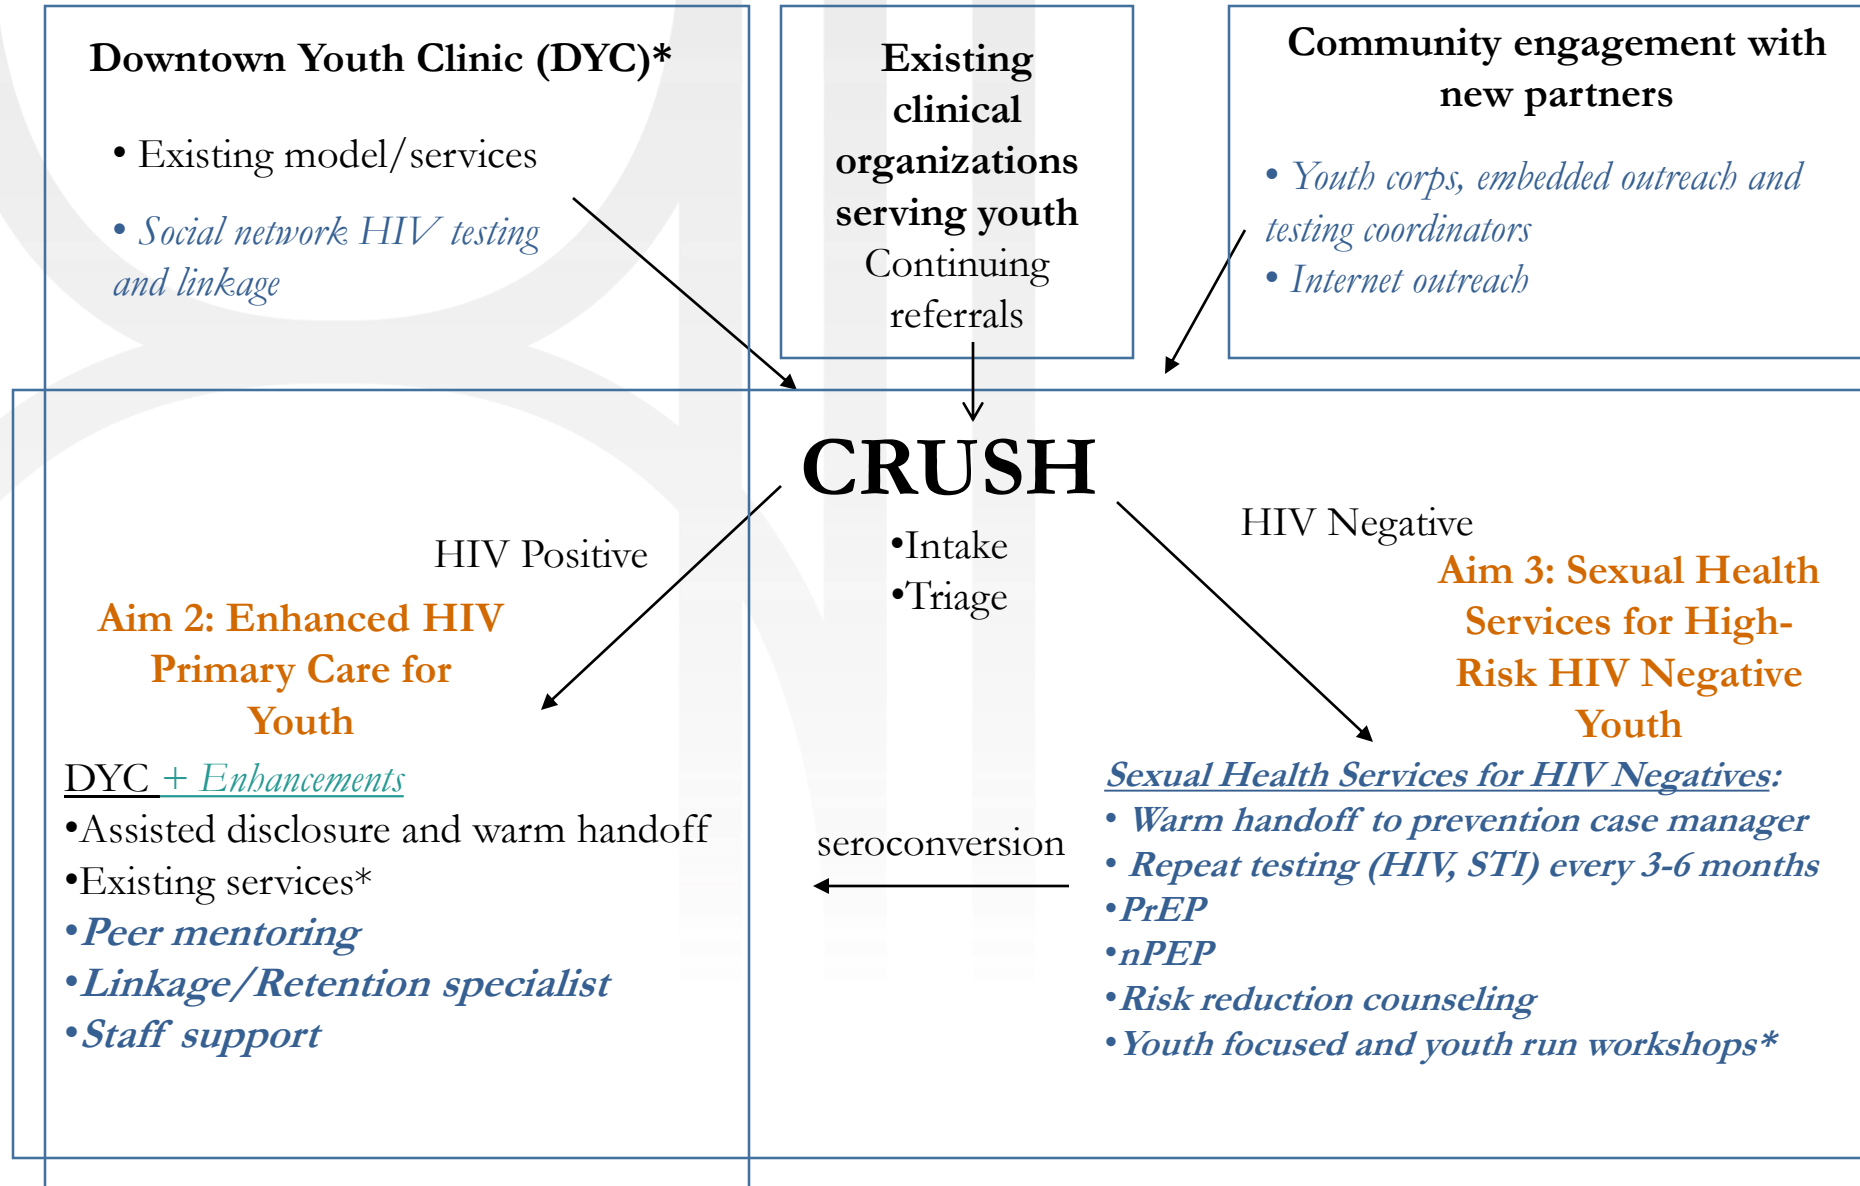 Downtown Youth Clinic (DYC)*
• Existing model/services
• Social network HIV testing
and linkage
Existing
clinical
organizations
serving youth
Continuing
referrals
Community engagement with
new partners
• Youth corps, embedded outreach and
testing coordinators
• Internet outreach
CRUSH
•Intake
•Triage
HIV Positive
HIV Negative
Aim 2: Enhanced HIV
Primary Care for
Youth
DYC + Enhancements
•Assisted disclosure and warm handoff
•Existing services*
•Peer mentoring
•Linkage/Retention specialist
•Staff support
seroconversion
Aim 3: Sexual Health
Services for High-
Risk HIV Negative
Youth
Sexual Health Services for HIV Negatives:
• Warm handoff to prevention case manager
• Repeat testing (HIV, STI) every 3-6 months
•PrEP
•nPEP
•Risk reduction counseling
•Youth focused and youth run workshops*